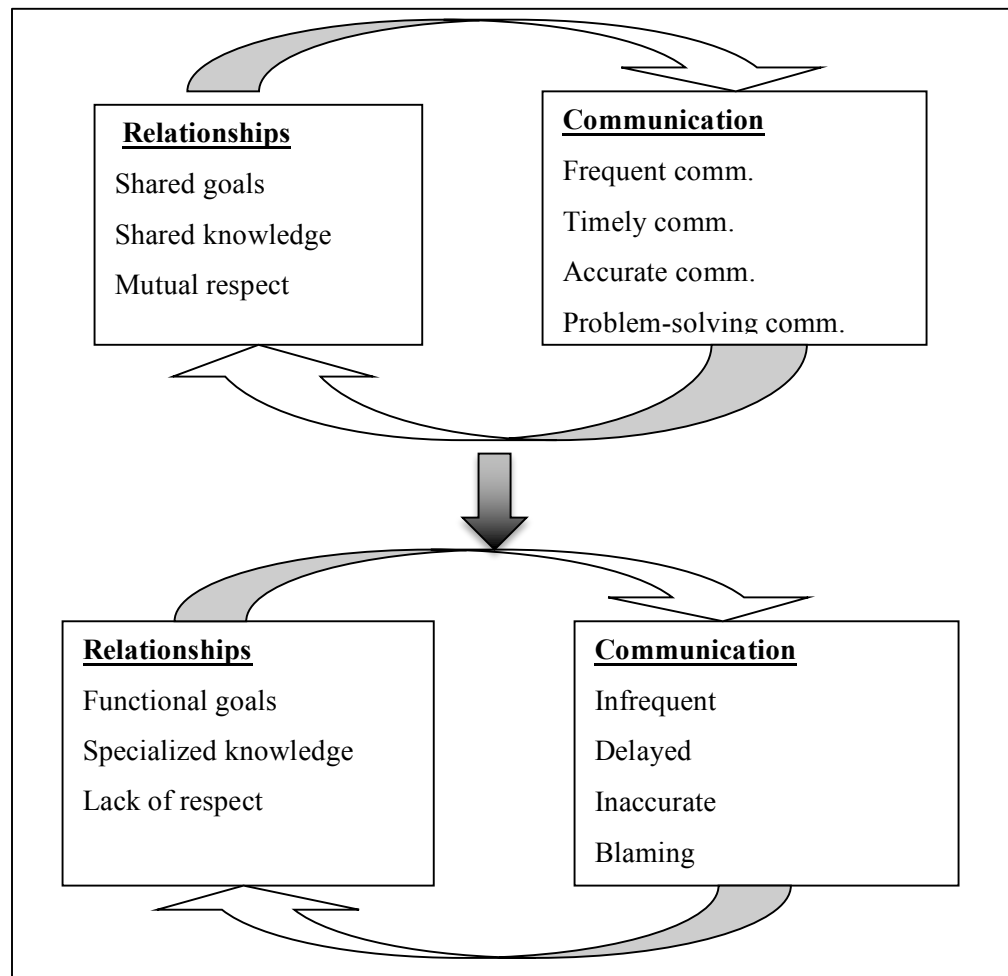 Relationships
Shared goals
Shared knowledge
Mutual respect
Communication
Frequent comm.
Timely comm.
Accurate comm.
Problem-solving comm.
Relationships
Functional goals
Specialized knowledge
Lack of respect
Communication
Infrequent
Delayed
Inaccurate
Blaming